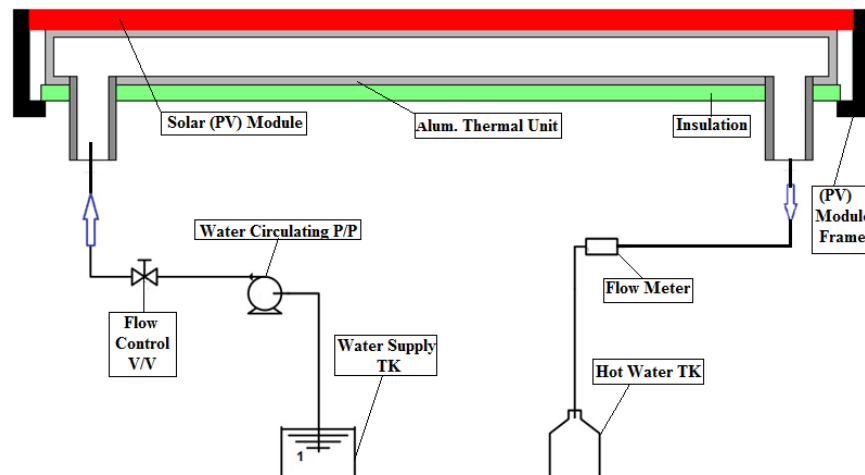 Solar (PV) Module
Alum. Thermal Unit
Insulation
(PV)
Module
Frame
Water Circulating P/P
Flow Meter
Flow
Control
V/V
Water Supply
TK
Hot Water TK
1